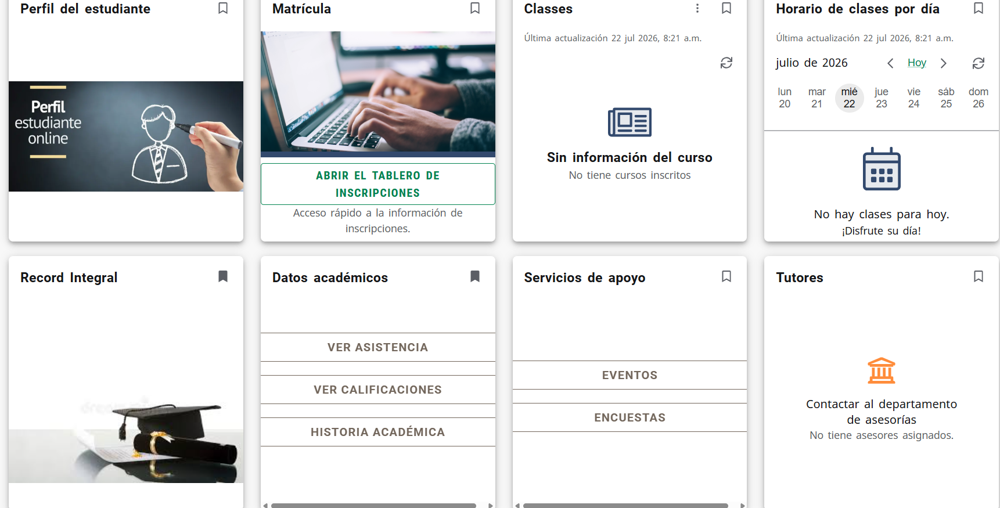 Perfil del estudiante
Perfil
estudiante
online
Matrícula
ABRIR EL TABLERO DE
INSCRIPCIONES
Acceso rápido a la información de
inscripciones.
Classes
Última actualización 22 jul 2026, 8:21 a.m.
Sin información del curso
No tiene cursos inscritos
Horario de clases por día
Última actualización 22 jul 2026, 8:21 a.m.
julio de 2026 Hoy
lun mar mié jue vie sáb dom
20 21 22 23 24 25 26
No hay clases para hoy.
¡Disfrute su día!
Record Integral
Datos académicos
VER ASISTENCIA
VER CALIFICACIONES
HISTORIA ACADÉMICA
Servicios de apoyo
EVENTOS
ENCUESTAS
Tutores
Contactar al departamento
de asesorías
No tiene asesores asignados.